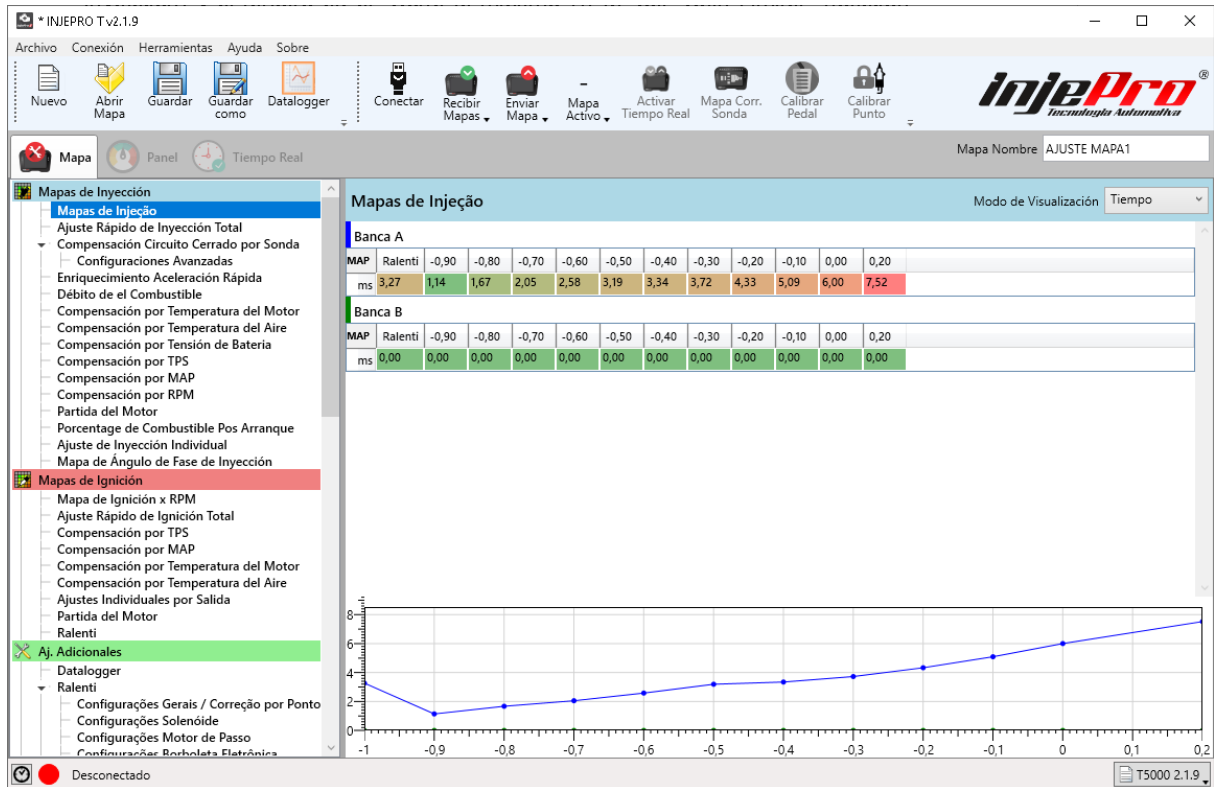 * INJEPRO Tv2.1.9
Archivo Conexión Herramientas Ayuda Sobre
Nuevo Abrir Mapa Guardar Guardar como Datalogger Conectar Recibir Mapas Enviar Mapa - Mapa Activo Activar Tiempo Real Mapa Corr. Sonda Calibrar Pedal Calibrar Punto
injePro ®
Tecnología Automotiva
Mapa Panel Tiempo Real
Mapa Nombre AJUSTE MAPA1
Mapas de Inyección
Mapas de Injeção
Ajuste Rápido de Inyección Total
Compensación Circuito Cerrado por Sonda
Configuraciones Avanzadas
Enriquecimiento Aceleración Rápida
Débito de el Combustible
Compensación por Temperatura del Motor
Compensación por Temperatura del Aire
Compensación por Tensión de Bateria
Compensación por TPS
Compensación por MAP
Compensación por RPM
Partida del Motor
Porcentage de Combustible Pos Arranque
Ajuste de Inyección Individual
Mapa de Ángulo de Fase de Inyección
Mapas de Ignición
Mapa de Ignición x RPM
Ajuste Rápido de Ignición Total
Compensación por TPS
Compensación por MAP
Compensación por Temperatura del Motor
Compensación por Temperatura del Aire
Ajustes Individuales por Salida
Partida del Motor
Ralenti
Aj. Adicionales
Datalogger
Ralenti
Configurações Gerais / Correção por Ponto
Configurações Solenóide
Configurações Motor de Passo
Configurações Borboleta Eletrônica
Mapas de Injeção
Modo de Visualización Tiempo
Banca A
MAP Ralenti -0,90 -0,80 -0,70 -0,60 -0,50 -0,40 -0,30 -0,20 -0,10 0,00 0,20
ms 3,27 1,14 1,67 2,05 2,58 3,19 3,34 3,72 4,33 5,09 6,00 7,52
Banca B
MAP Ralenti -0,90 -0,80 -0,70 -0,60 -0,50 -0,40 -0,30 -0,20 -0,10 0,00 0,20
ms 0,00 0,00 0,00 0,00 0,00 0,00 0,00 0,00 0,00 0,00 0,00 0,00
8
6
4
2
0
-1 -0,9 -0,8 -0,7 -0,6 -0,5 -0,4 -0,3 -0,2 -0,1 0 0,1 0,2
Desconectado
T5000 2.1.9